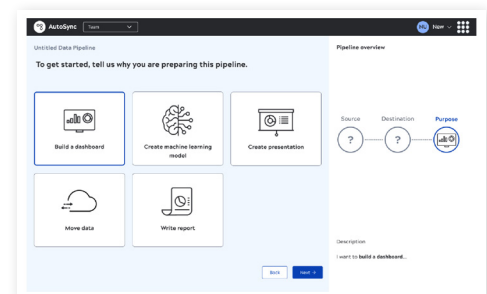 AutoSync
Team
NU
New
Untitled Data Pipeline
To get started, tell us why you are preparing this pipeline.
Build a dashboard
Create machine learning
model
Create presentation
Move data
Write report
Back
Next →
Pipeline overview
Source
Destination
Purpose
?
?
Description
I want to build a dashboard...